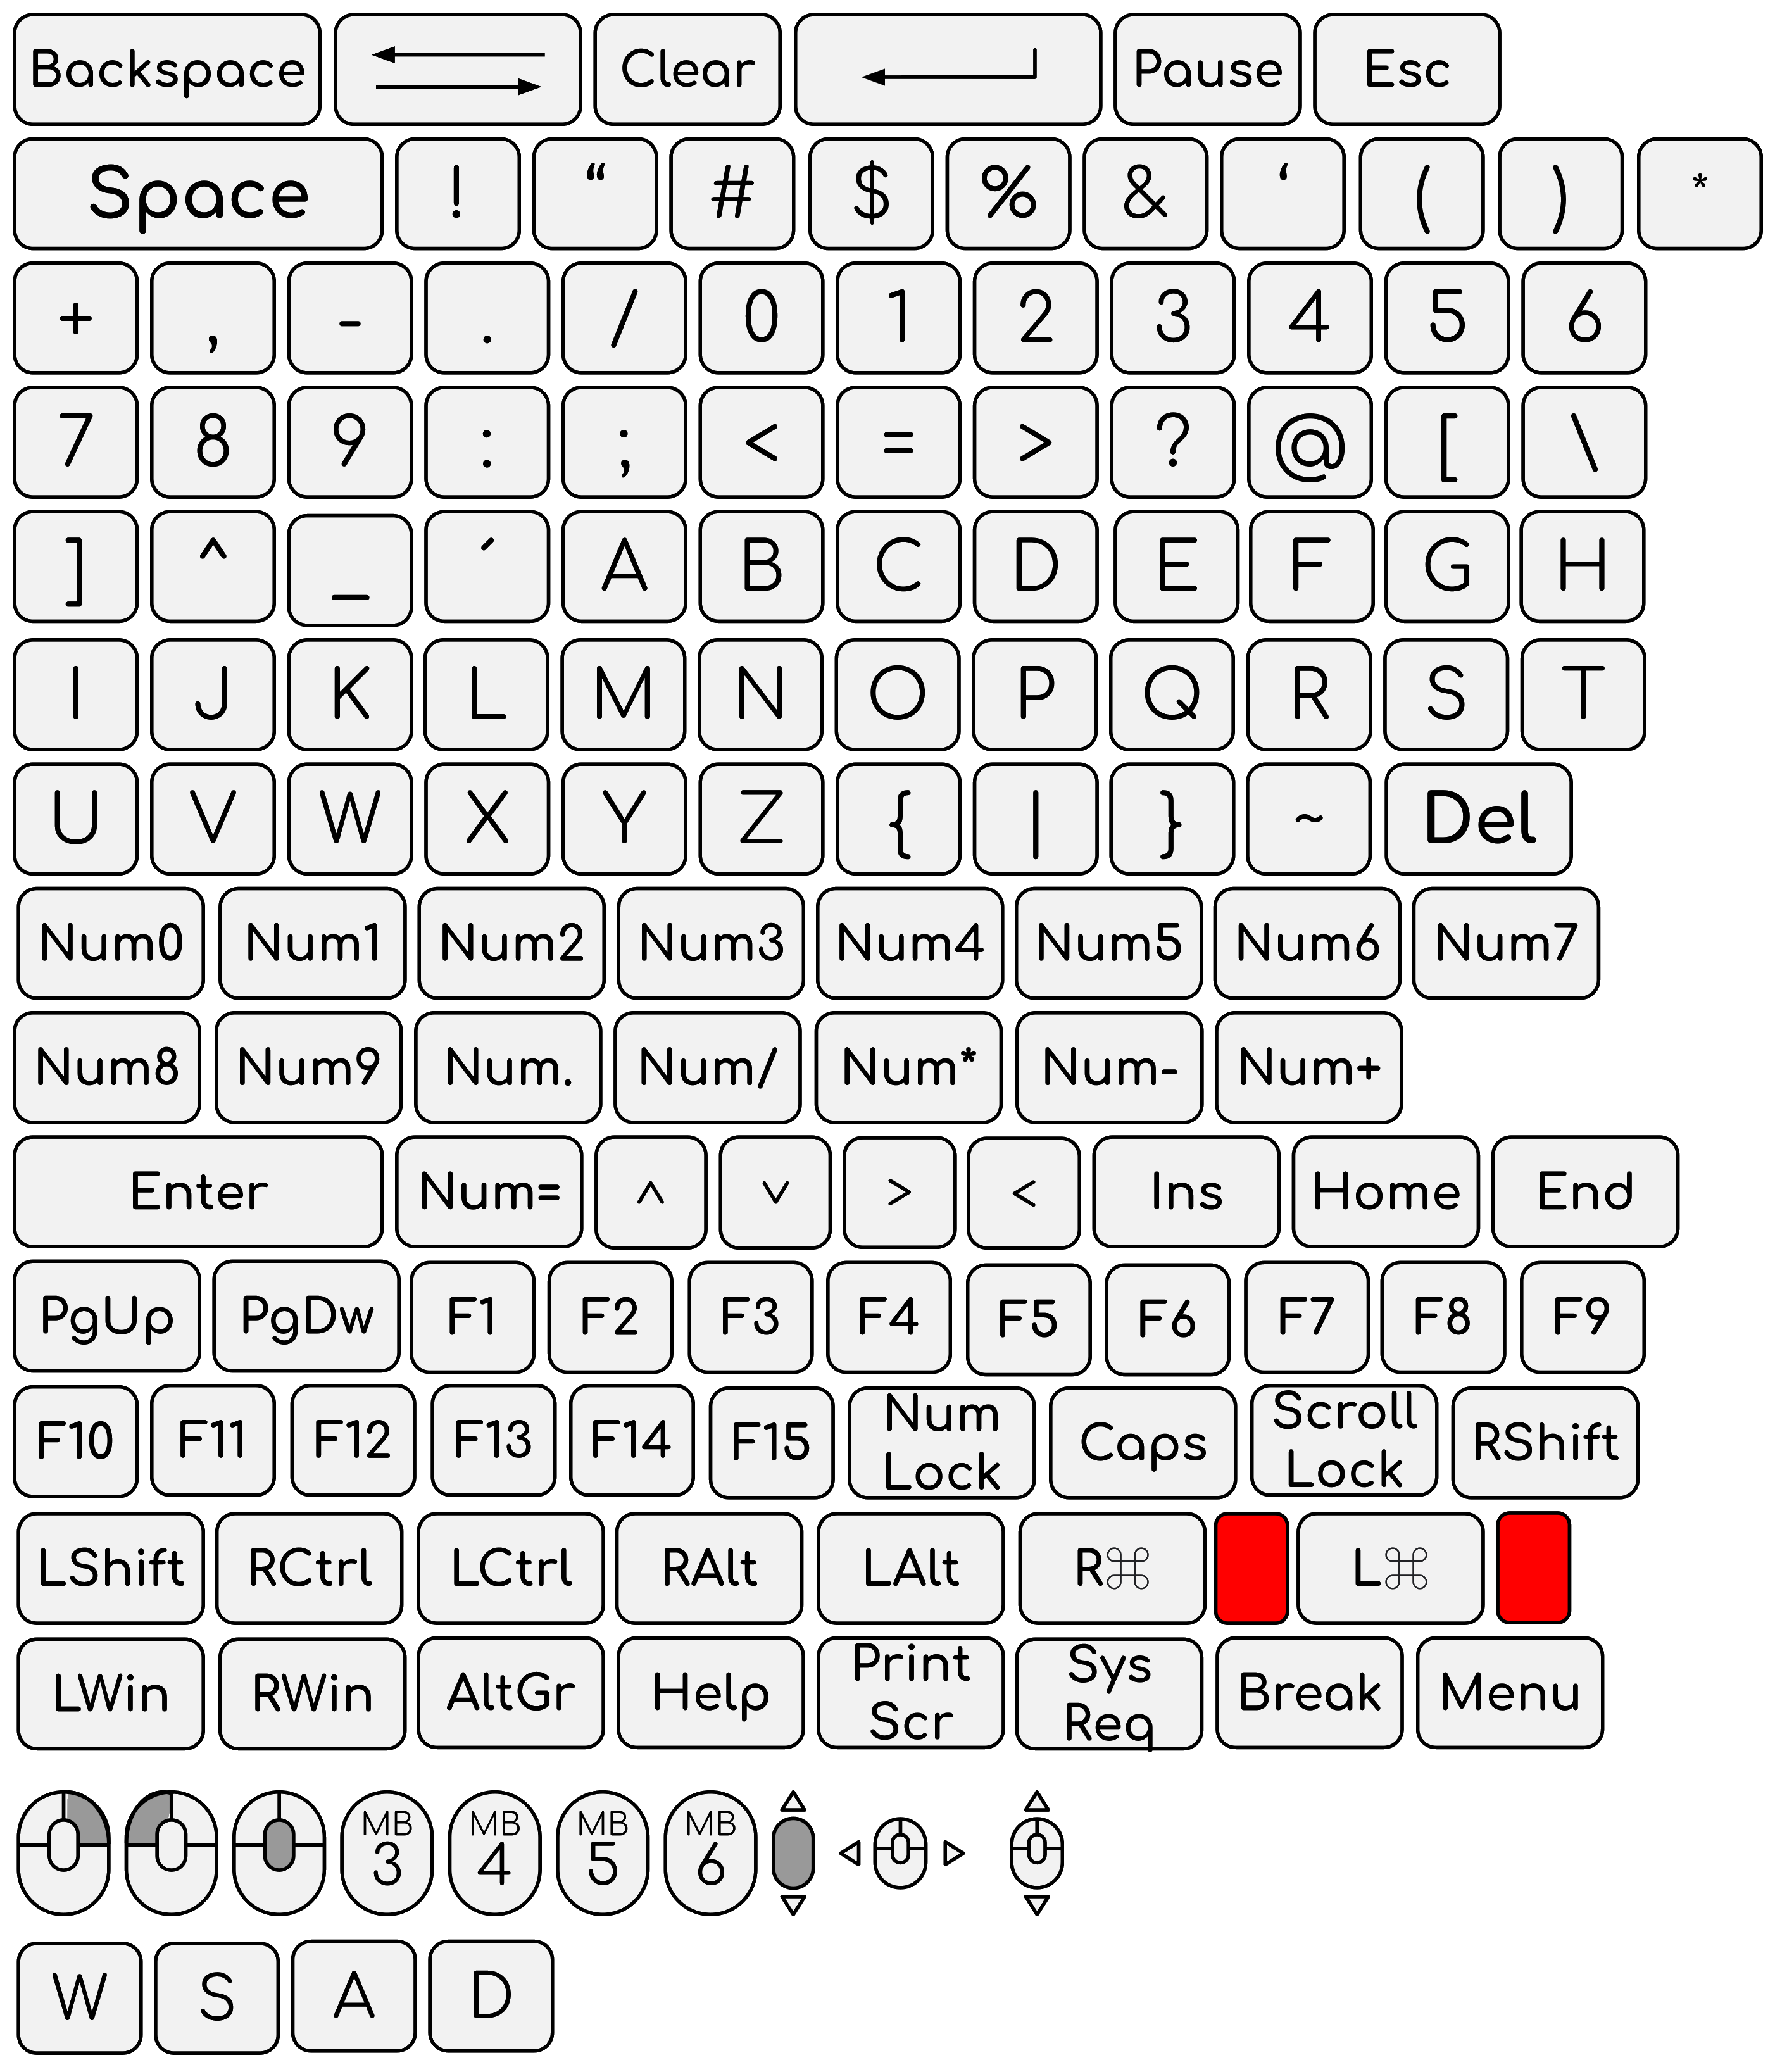 Backspace Clear Pause Esc
Space ! “ # $ % & ‘ ( ) *
+ , - . / 0 1 2 3 4 5 6
7 8 9 : ; < = > ? @ [ \
] ^ _ ´ A B C D E F G H
I J K L M N O P Q R S T
U V W X Y Z { | } ~ Del
Num0 Num1 Num2 Num3 Num4 Num5 Num6 Num7
Num8 Num9 Num. Num/ Num* Num- Num+
Enter Num= ^ v > < Ins Home End
PgUp PgDw F1 F2 F3 F4 F5 F6 F7 F8 F9
F10 F11 F12 F13 F14 F15 Num Lock Caps Scroll Lock RShift
LShift RCtrl LCtrl RAlt LAlt R⌘ L⌘
LWin RWin AltGr Help Print Scr Sys Req Break Menu
MB 3 MB 4 MB 5 MB 6
W S A D